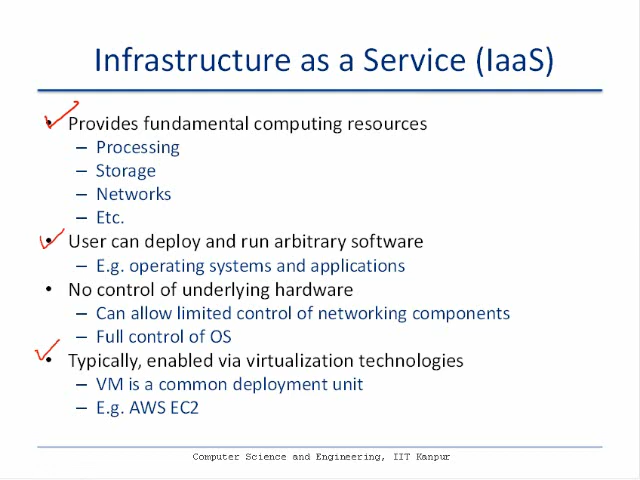 Infrastructure as a Service (IaaS)
• Provides fundamental computing resources
– Processing
– Storage
– Networks
– Etc.
• User can deploy and run arbitrary software
– E.g. operating systems and applications
• No control of underlying hardware
– Can allow limited control of networking components
– Full control of OS
• Typically, enabled via virtualization technologies
– VM is a common deployment unit
– E.g. AWS EC2
Computer Science and Engineering, IIT Kanpur